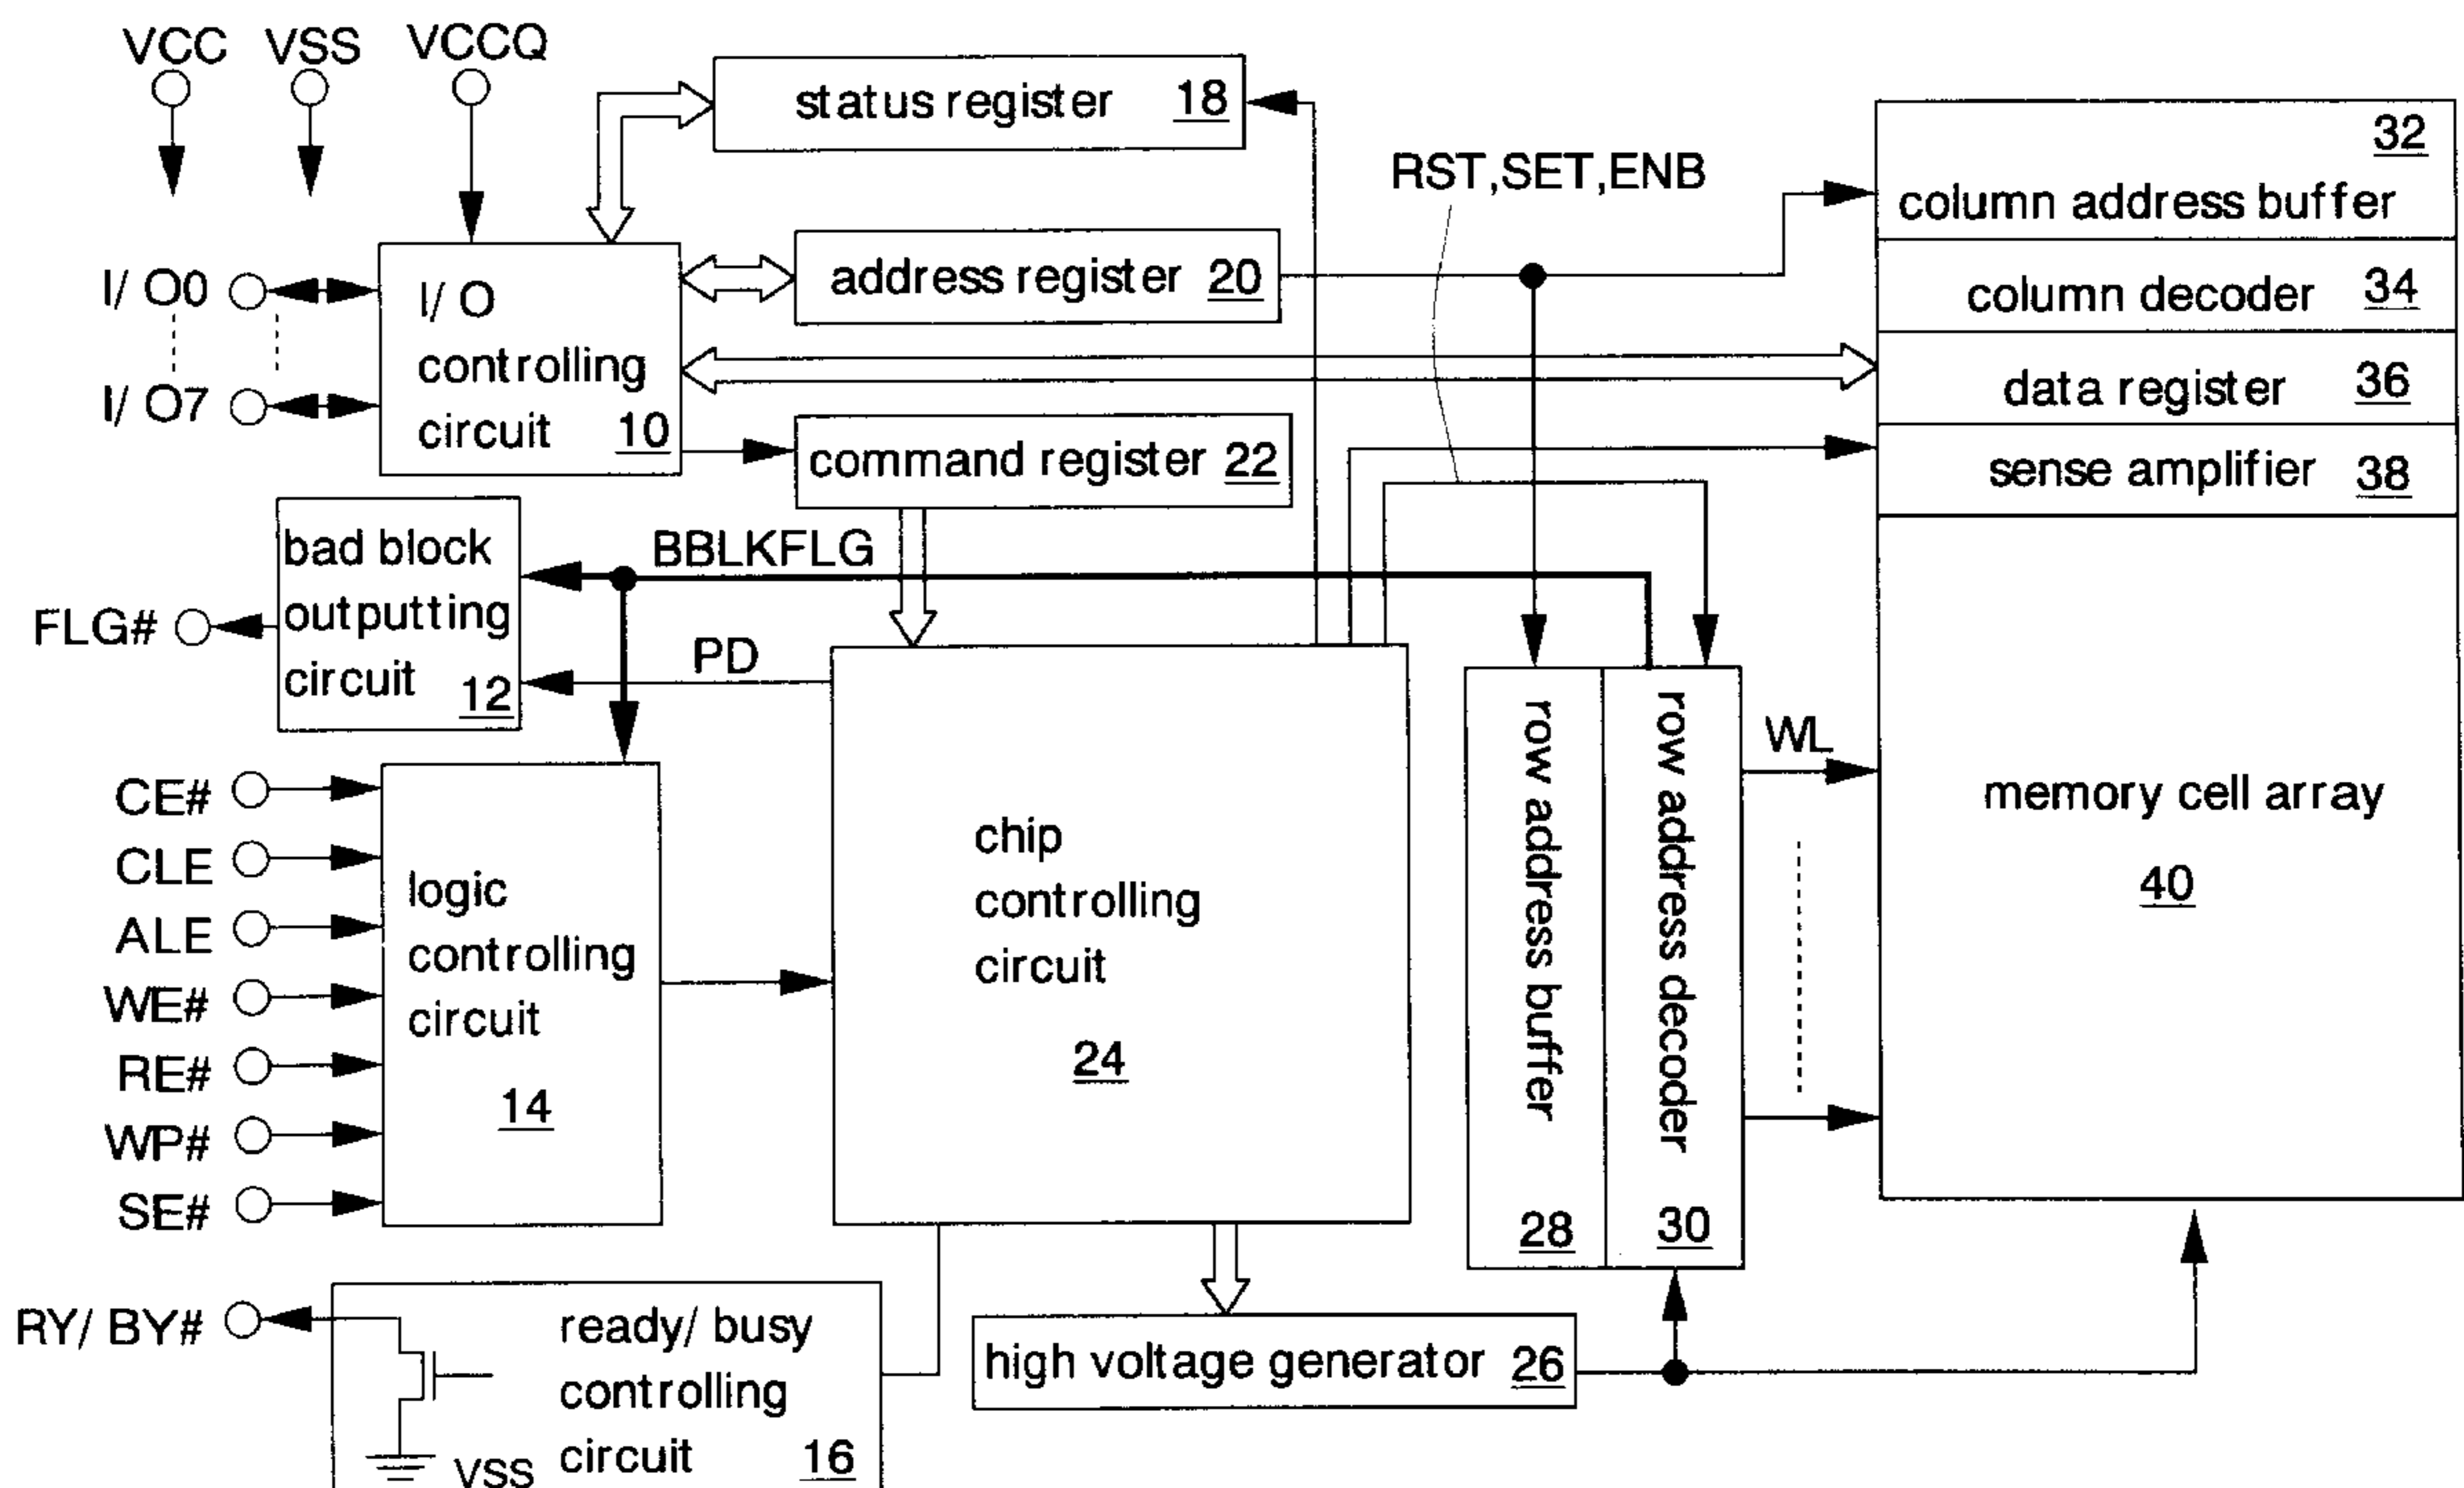 VCC VSS VCCQ
status register 18
32
column address buffer
RST,SET,ENB
I/ O0
I/ O
controlling
circuit 10
address register 20
column decoder 34
I/ O7
data register 36
command register 22
sense amplifier 38
bad block
outputting
circuit 12
BBLKFLG
FLG#
PD
row address buffer
28
row address decoder
30
WL
memory cell array
40
CE#
CLE
ALE
WE#
RE#
WP#
SE#
logic
controlling
circuit
14
chip
controlling
circuit
24
RY/ BY#
ready/ busy
controlling
circuit 16
VSS
high voltage generator 26